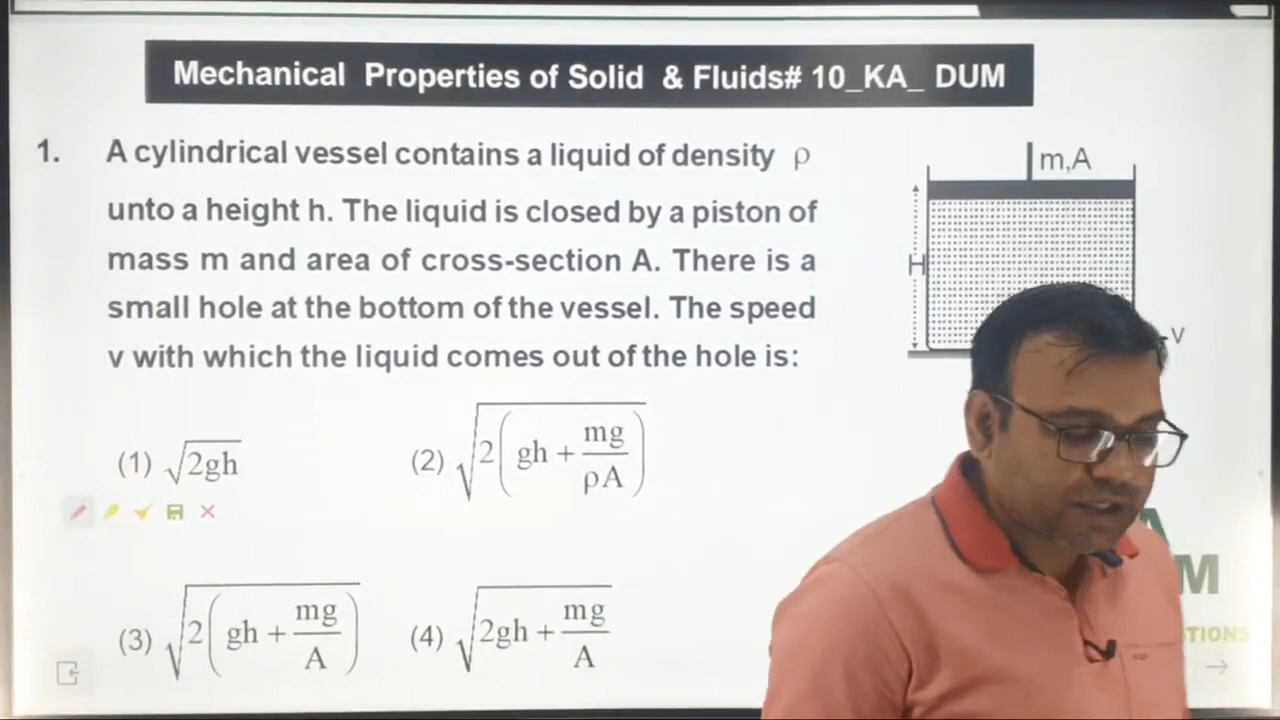 Mechanical Properties of Solid & Fluids# 10_KA_ DUM
1. A cylindrical vessel contains a liquid of density ρ
unto a height h. The liquid is closed by a piston of
mass m and area of cross-section A. There is a
small hole at the bottom of the vessel. The speed
v with which the liquid comes out of the hole is:
m,A
H
v
(1) √2gh
(2) √2(gh + mg/ρA)
(3) √2(gh + mg/A)
(4) √2gh + mg/A
A
M
TIONS